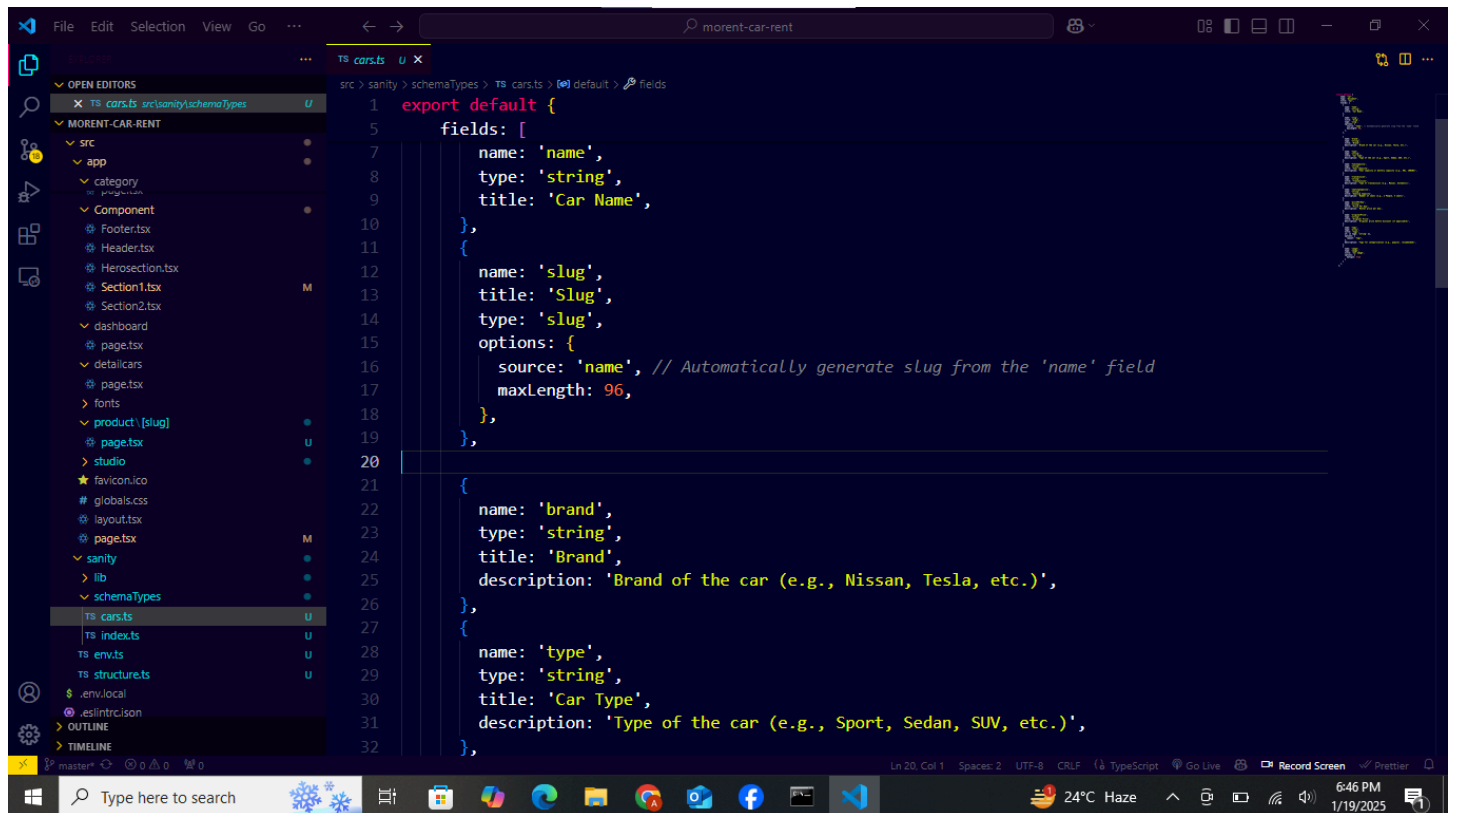 File Edit Selection View Go ···
morent-car-rent
TS cars.ts U
OPEN EDITORS
TS cars.ts src\sanity\schemaTypes U
MORENT-CAR-RENT
src
app
category
page.tsx
Component
Footer.tsx
Header.tsx
Herosection.tsx
Section1.tsx M
Section2.tsx
dashboard
page.tsx
detailcars
page.tsx
fonts
product\[slug]
page.tsx U
studio
favicon.ico
# globals.css
layout.tsx
page.tsx M
sanity
lib
schemaTypes
TS cars.ts U
TS index.ts U
TS env.ts U
TS structure.ts U
$ .env.local
.eslintrc.json
OUTLINE
TIMELINE
18
src > sanity > schemaTypes > TS cars.ts > default > fields
1 export default {
5 fields: [
7 name: 'name',
8 type: 'string',
9 title: 'Car Name',
10 },
11 {
12 name: 'slug',
13 title: 'Slug',
14 type: 'slug',
15 options: {
16 source: 'name', // Automatically generate slug from the 'name' field
17 maxLength: 96,
18 },
19 },
20
21 {
22 name: 'brand',
23 type: 'string',
24 title: 'Brand',
25 description: 'Brand of the car (e.g., Nissan, Tesla, etc.)',
26 },
27 {
28 name: 'type',
29 type: 'string',
30 title: 'Car Type',
31 description: 'Type of the car (e.g., Sport, Sedan, SUV, etc.)',
32 },
master* 0 0 0 Ln 20, Col 1 Spaces: 2 UTF-8 CRLF {} TypeScript Go Live Record Screen Prettier
Type here to search
1
24°C Haze
6:46 PM
1/19/2025
1